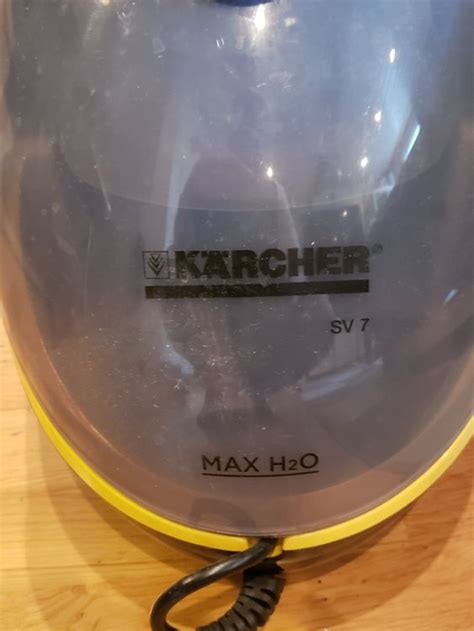 KÄRCHER®
SV 7
MAX H2O